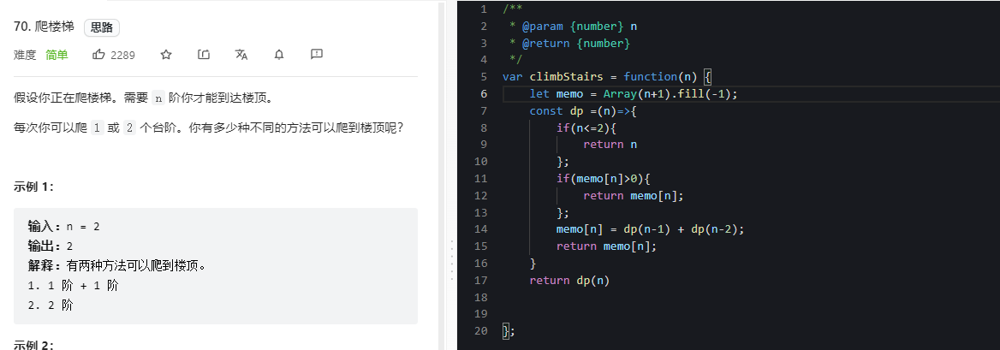 70. 爬楼梯 思路
难度 简单 2289
假设你正在爬楼梯。需要 n 阶你才能到达楼顶。
每次你可以爬 1 或 2 个台阶。你有多少种不同的方法可以爬到楼顶呢?
示例 1:
输入: n = 2
输出: 2
解释: 有两种方法可以爬到楼顶。
1. 1 阶 + 1 阶
2. 2 阶
示例 2:
1 /**
2 * @param {number} n
3 * @return {number}
4 */
5 var climbStairs = function(n) {
6 let memo = Array(n+1).fill(-1);
7 const dp =(n)=>{
8 if(n<=2){
9 return n
10 };
11 if(memo[n]>0){
12 return memo[n];
13 };
14 memo[n] = dp(n-1) + dp(n-2);
15 return memo[n];
16 }
17 return dp(n)
18
19
20 };